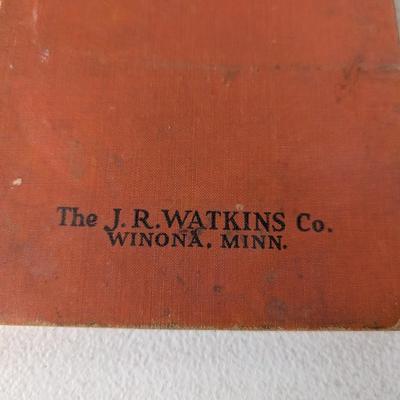 The J. R. WATKINS Co.
WINONA, MINN.